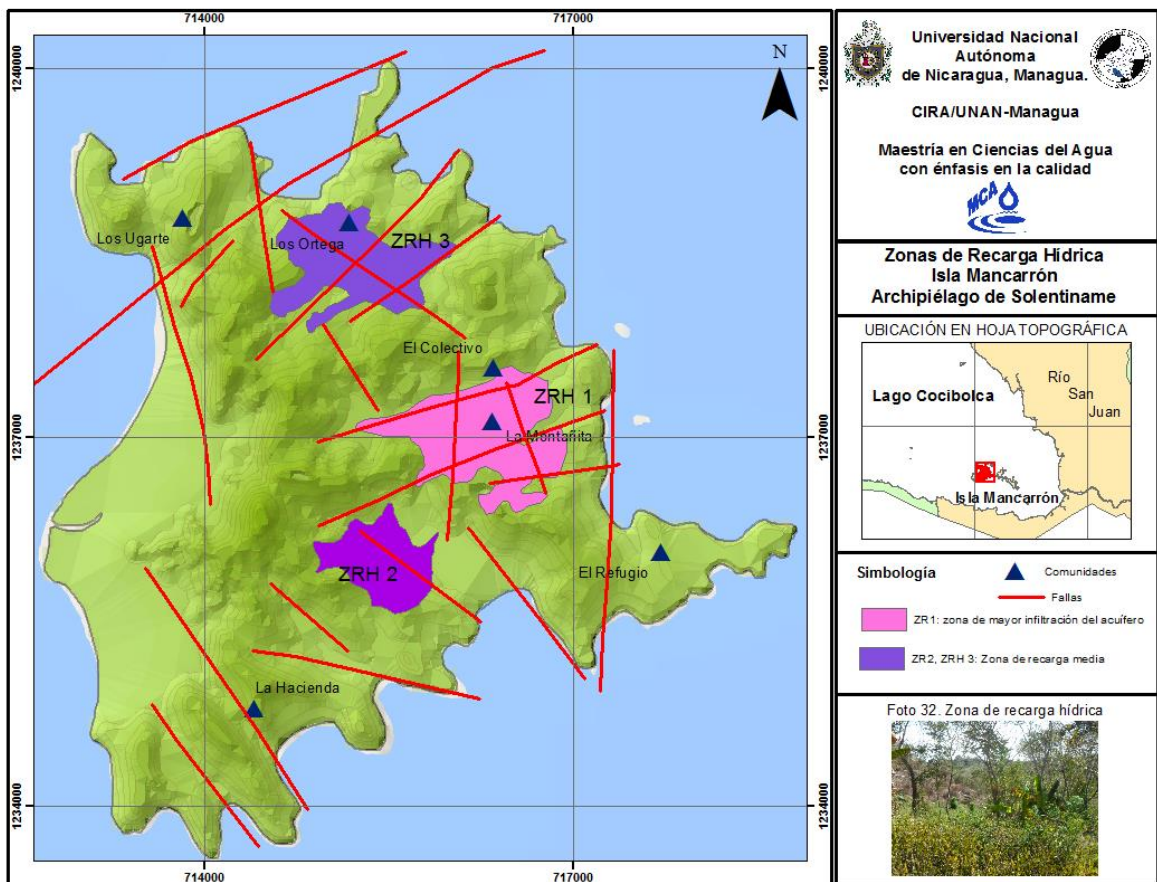 714000
717000
1240000
1240000
1237000
1237000
1234000
1234000
714000
717000
N
Los Ugarte
Los Ortega
ZRH 3
El Colectivo
ZRH 1
La Montañita
ZRH 2
El Refugio
La Hacienda
Universidad Nacional
Autónoma
de Nicaragua, Managua.
CIRA/UNAN-Managua
Maestría en Ciencias del Agua
con énfasis en la calidad
MCA
Zonas de Recarga Hídrica
Isla Mancarrón
Archipiélago de Solentiname
UBICACIÓN EN HOJA TOPOGRÁFICA
Lago Cocibolca
Río
San
Juan
Isla Mancarrón
Simbología
Comunidades
Fallas
ZR1: zona de mayor infiltración del acuífero
ZR2, ZRH 3: Zona de recarga media
Foto 32. Zona de recarga hídrica